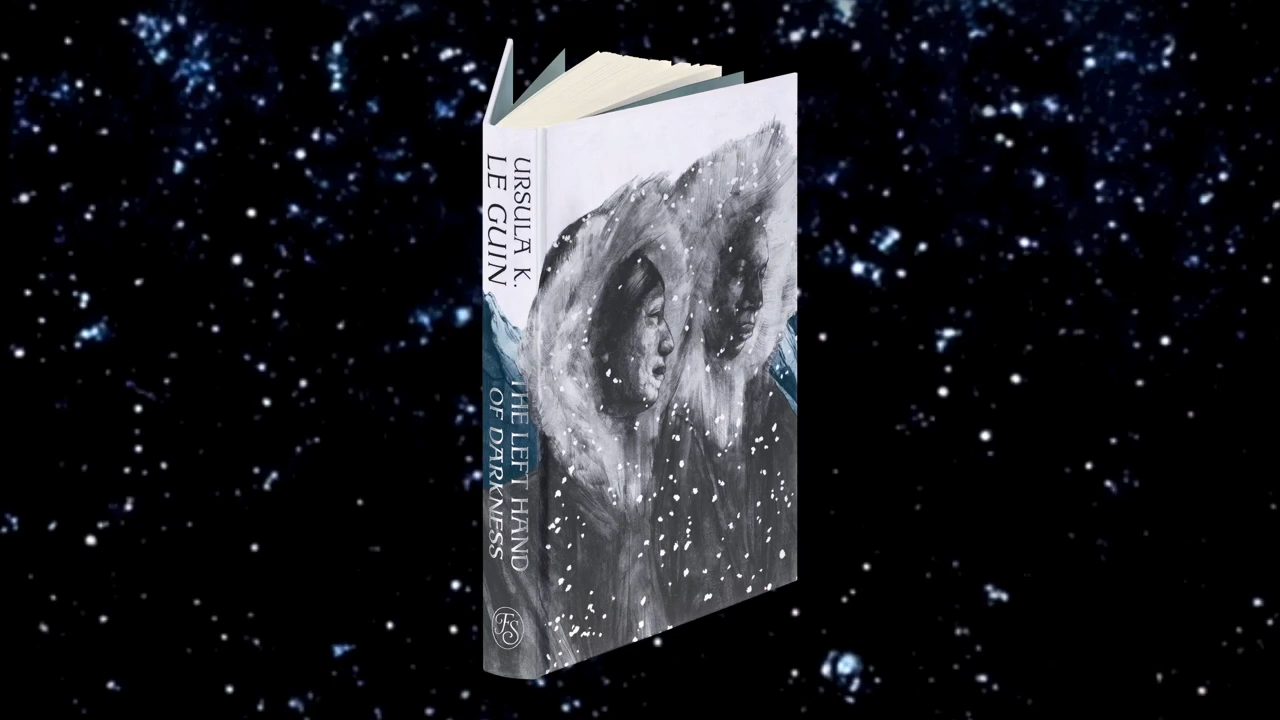 URSULA K.
LE GUIN
THE LEFT HAND
OF DARKNESS
FS